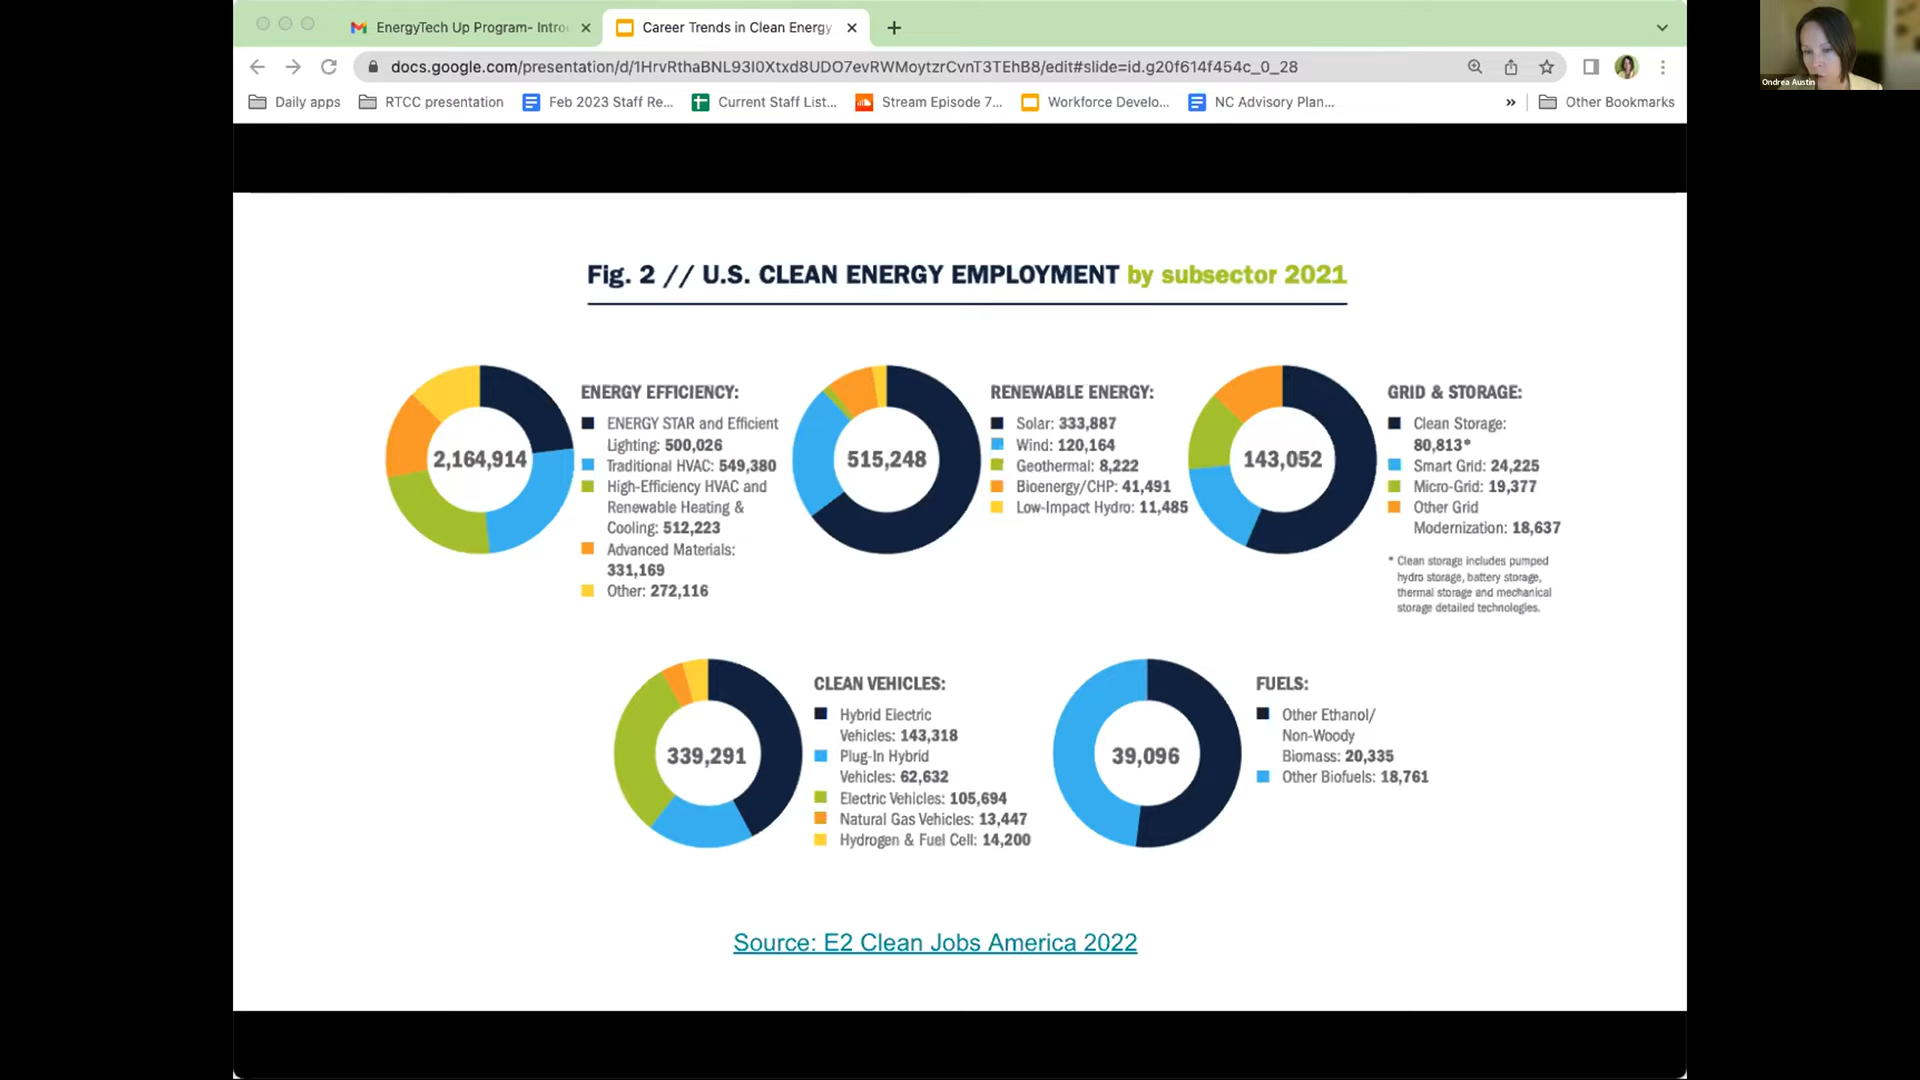 EnergyTech Up Program- Intro
Career Trends in Clean Energy
docs.google.com/presentation/d/1HrvRthaBNL93I0Xtxd8UDO7evRWMoytzrCvnT3TEhB8/edit#slide=id.g20f614f454c_0_28
Daily apps
RTCC presentation
Feb 2023 Staff Re...
Current Staff List...
Stream Episode 7...
Workforce Develo...
NC Advisory Plan...
»
Other Bookmarks
Ondrea Austin
Fig. 2 // U.S. CLEAN ENERGY EMPLOYMENT by subsector 2021
2,164,914
ENERGY EFFICIENCY:
ENERGY STAR and Efficient
Lighting: 500,026
Traditional HVAC: 549,380
High-Efficiency HVAC and
Renewable Heating &
Cooling: 512,223
Advanced Materials:
331,169
Other: 272,116
515,248
RENEWABLE ENERGY:
Solar: 333,887
Wind: 120,164
Geothermal: 8,222
Bioenergy/CHP: 41,491
Low-Impact Hydro: 11,485
143,052
GRID & STORAGE:
Clean Storage:
80,813*
Smart Grid: 24,225
Micro-Grid: 19,377
Other Grid
Modernization: 18,637
* Clean storage includes pumped
hydro storage, battery storage,
thermal storage and mechanical
storage detailed technologies.
339,291
CLEAN VEHICLES:
Hybrid Electric
Vehicles: 143,318
Plug-In Hybrid
Vehicles: 62,632
Electric Vehicles: 105,694
Natural Gas Vehicles: 13,447
Hydrogen & Fuel Cell: 14,200
39,096
FUELS:
Other Ethanol/
Non-Woody
Biomass: 20,335
Other Biofuels: 18,761
Source: E2 Clean Jobs America 2022